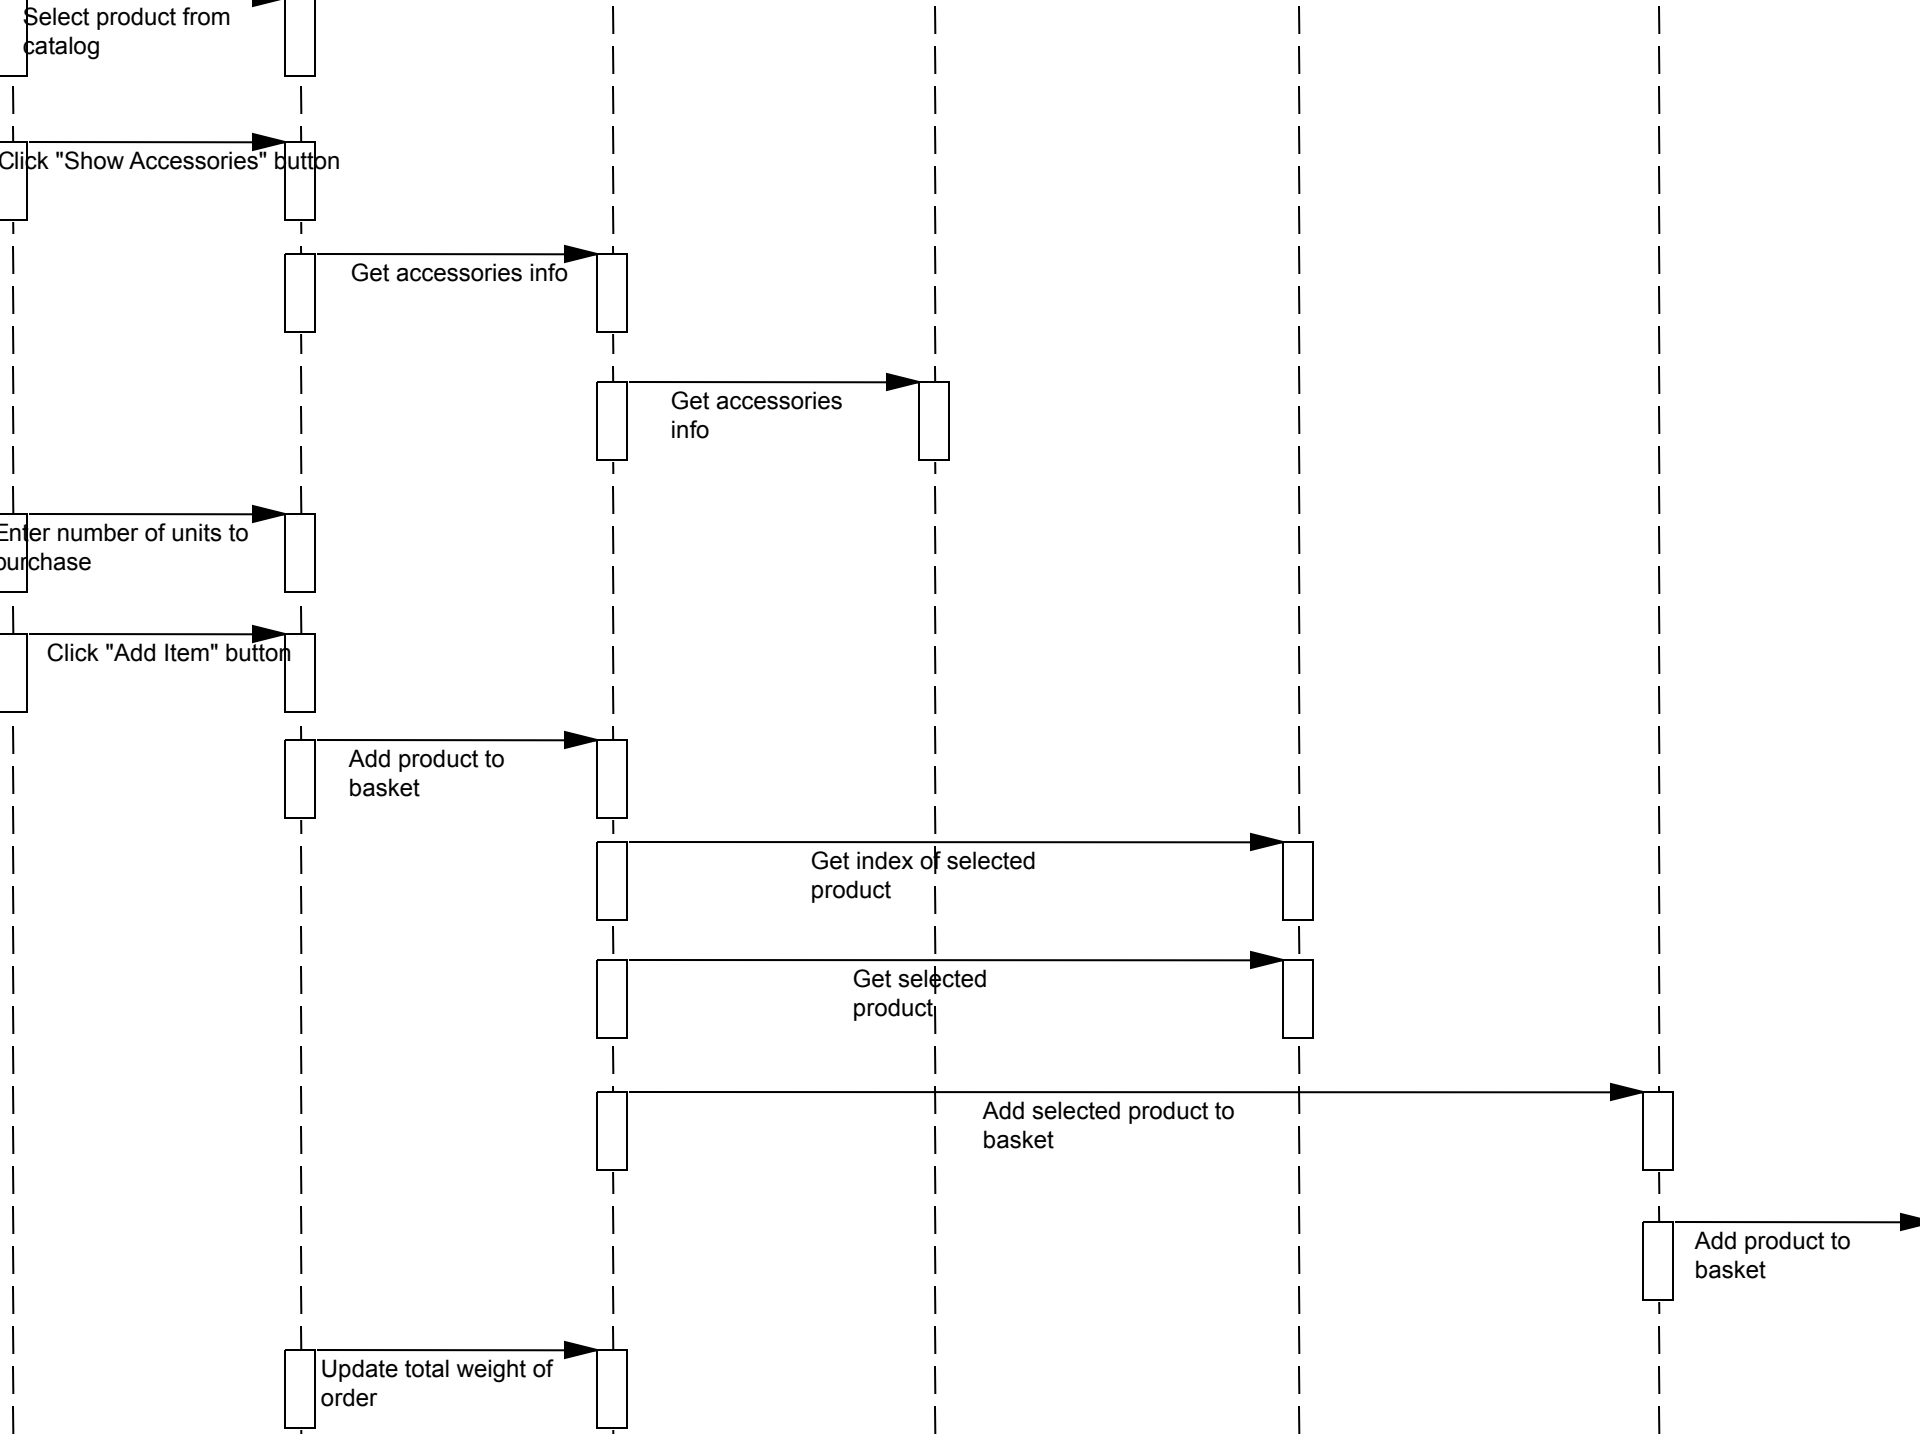 Select product from
catalog
Click "Show Accessories" button
Get accessories info
Get accessories
info
Enter number of units to
purchase
Click "Add Item" button
Add product to
basket
Get index of selected
product
Get selected
product
Add selected product to
basket
Add product to
basket
Update total weight of
order